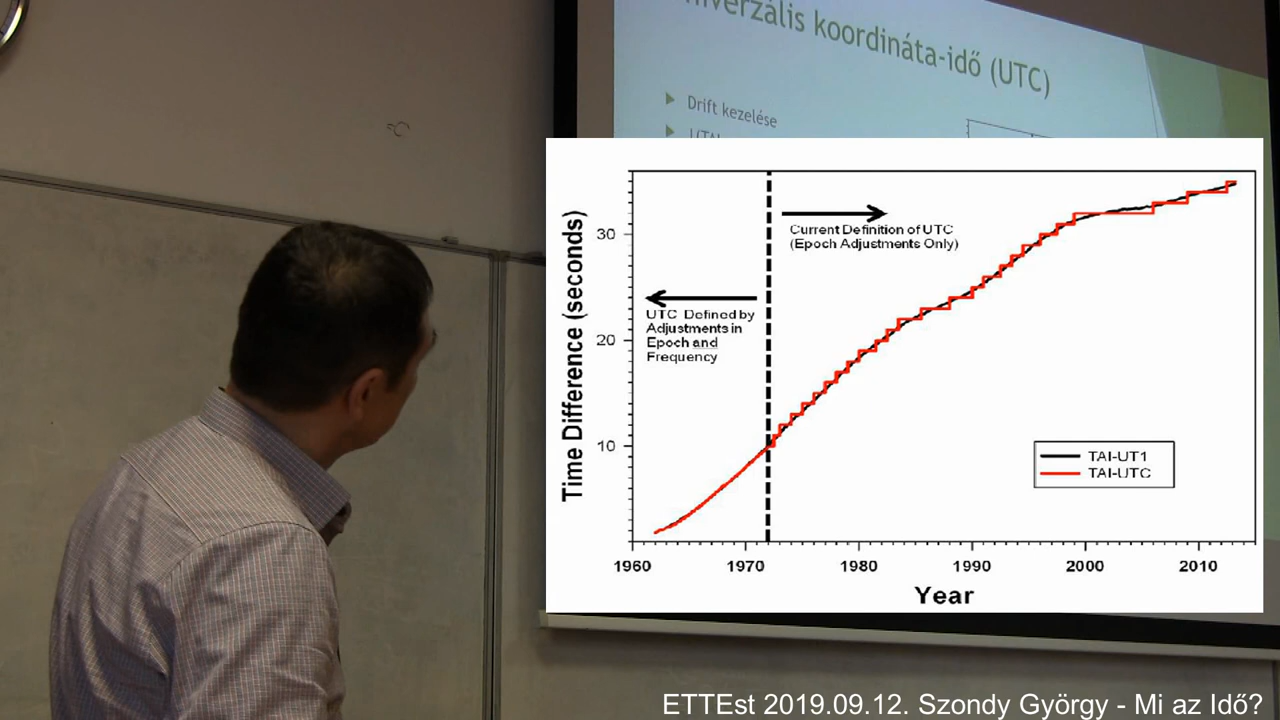 niverzális koordináta-idő (UTC)
Drift kezelése
Time Difference (seconds)
30
20
10
Current Definition of UTC
(Epoch Adjustments Only)
UTC Defined by
Adjustments in
Epoch and
Frequency
TAI-UT1
TAI-UTC
1960 1970 1980 1990 2000 2010
Year
ETTEst 2019.09.12. Szondy György - Mi az Idő?